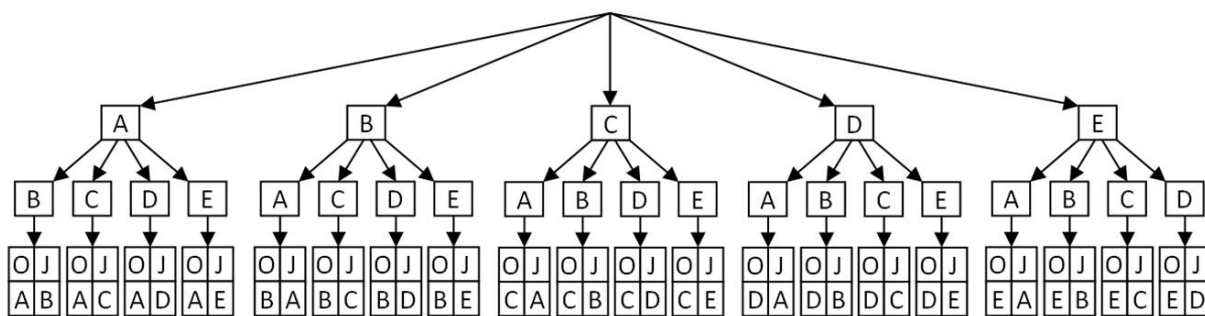 A B C D E
B C D E A C D E A B D E A B C E A B C D
O J O J O J O J O J O J O J O J O J O J O J O J O J O J O J O J O J O J O J O J
A B A C A D A E B A B C B D B E C A C B C D C E D A D B D C D E E A E B E C E D